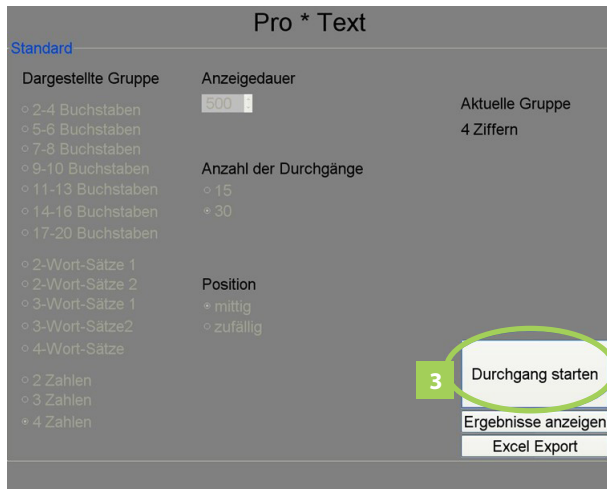 Pro * Text
Standard
Dargestellte Gruppe
2-4 Buchstaben
5-6 Buchstaben
7-8 Buchstaben
9-10 Buchstaben
11-13 Buchstaben
14-16 Buchstaben
17-20 Buchstaben
2-Wort-Sätze 1
2-Wort-Sätze 2
3-Wort-Sätze 1
3-Wort-Sätze2
4-Wort-Sätze
2 Zahlen
3 Zahlen
4 Zahlen
Anzeigedauer
500
Anzahl der Durchgänge
15
30
Position
mittig
zufällig
Aktuelle Gruppe
4 Ziffern
3
Durchgang starten
Ergebnisse anzeigen
Excel Export